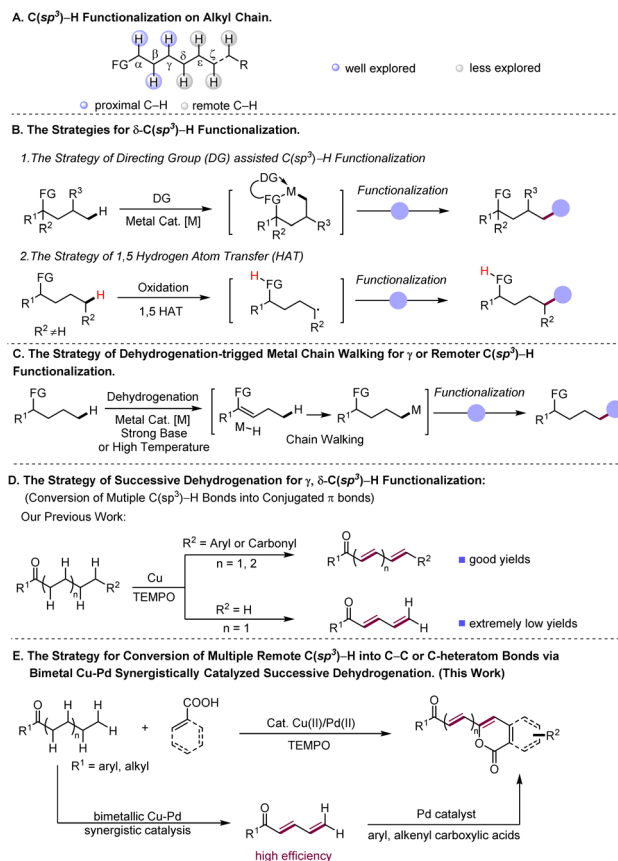 A. C(sp³)–H Functionalization on Alkyl Chain.
H H H H
FG α β γ δ ε ζ R
H H H
well explored
less explored
proximal C–H
remote C–H
B. The Strategies for δ-C(sp³)–H Functionalization.
1.The Strategy of Directing Group (DG) assisted C(sp³)–H Functionalization
FG R³ R¹ R² H
DG
Metal Cat. [M]
DG M FG R¹ R² R³
Functionalization
FG R³ R¹ R²
2.The Strategy of 1,5 Hydrogen Atom Transfer (HAT)
FG R¹ H R²
R² ≠H
Oxidation
1,5 HAT
H FG R¹ R²
Functionalization
H FG R¹ R²
C. The Strategy of Dehydrogenation-trigged Metal Chain Walking for γ or Remoter C(sp³)–H
Functionalization.
FG R¹ H
Dehydrogenation
Metal Cat. [M]
Strong Base
or High Temperature
FG R¹ H
M–H
FG R¹ M
Chain Walking
Functionalization
FG R¹
D. The Strategy of Successive Dehydrogenation for γ, δ-C(sp³)–H Functionalization:
(Conversion of Mutiple C(sp³)–H Bonds into Conjugated π bonds)
Our Previous Work:
O H H R¹ n R² H H
Cu
TEMPO
R² = Aryl or Carbonyl
n = 1, 2
O R¹ n R²
good yields
R² = H
n = 1
O H R¹ H
extremely low yields
E. The Strategy for Conversion of Multiple Remote C(sp³)–H into C–C or C-heteratom Bonds via
Bimetal Cu-Pd Synergistically Catalyzed Successive Dehydrogenation. (This Work)
O H H R¹ n H H H
R¹ = aryl, alkyl
+
COOH
Cat. Cu(II)/Pd(II)
TEMPO
O R¹ n R² O O
bimetallic Cu-Pd
synergistic catalysis
O H R¹ H
high efficiency
Pd catalyst
aryl, alkenyl carboxylic acids